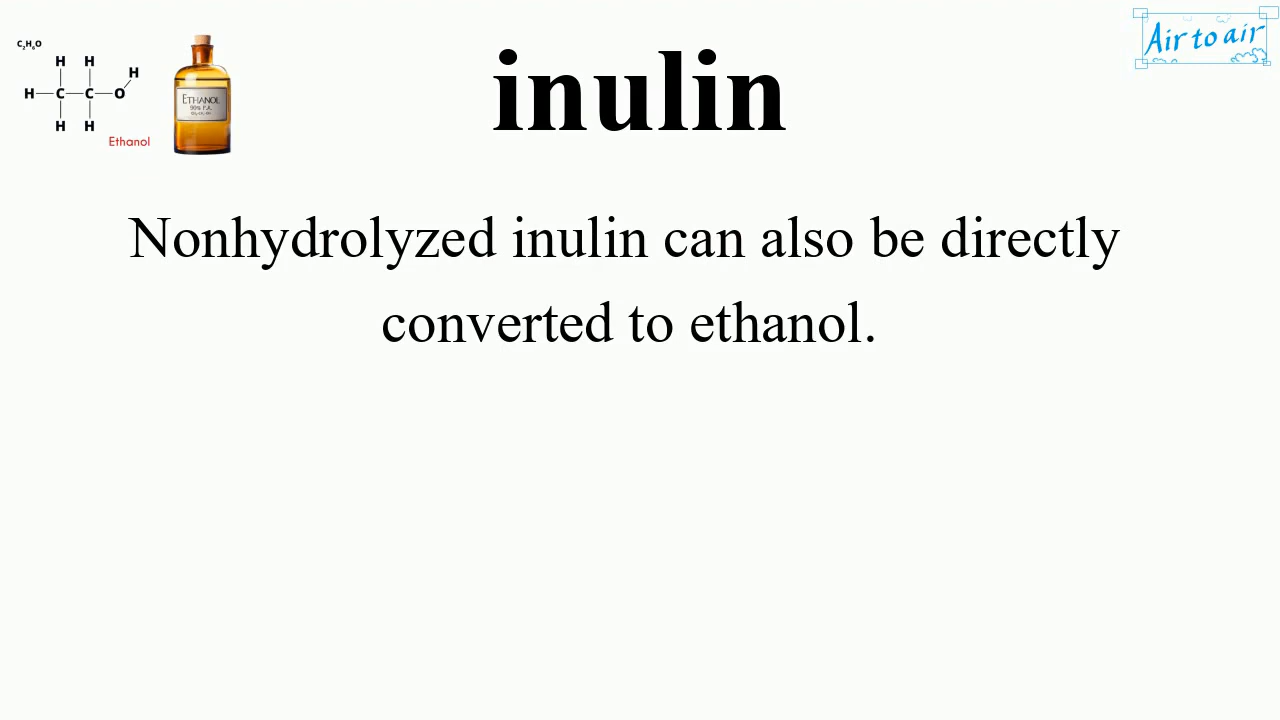 C₂H₆O
H H H
H C C O
H H
Ethanol
ETHANOL
inulin
Air to air
Nonhydrolyzed inulin can also be directly
converted to ethanol.